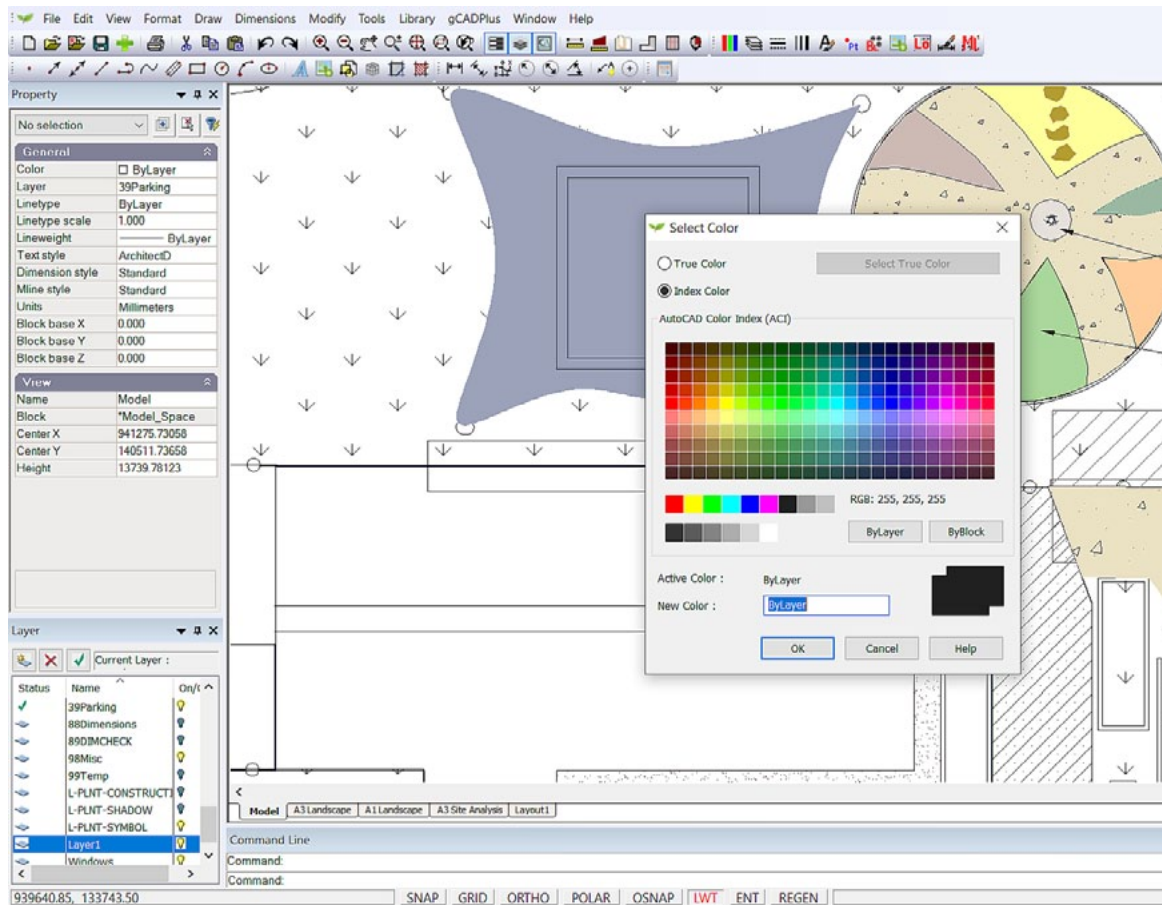 File Edit View Format Draw Dimensions Modify Tools Library gCADPlus Window Help
Property
No selection
General
Color ByLayer
Layer 39Parking
Linetype ByLayer
Linetype scale 1.000
Lineweight ByLayer
Text style ArchitectD
Dimension style Standard
Mline style Standard
Units Millimeters
Block base X 0.000
Block base Y 0.000
Block base Z 0.000
View
Name Model
Block *Model_Space
Center X 941275.73058
Center Y 140511.73658
Height 13739.78123
Select Color
True Color Select True Color
Index Color
AutoCAD Color Index (ACI)
RGB: 255, 255, 255
ByLayer ByBlock
Active Color : ByLayer
New Color : ByLayer
OK Cancel Help
Layer
Current Layer :
Status Name On/(
39Parking
88Dimensions
89DIMCHECK
98Misc
99Temp
L-PLNT-CONSTRUCTI
L-PLNT-SHADOW
L-PLNT-SYMBOL
Layer1
Windows
Model A3 Landscape A1 Landscape A3 Site Analysis Layout1
Command Line
Command:
Command:
939640.85, 133743.50 SNAP GRID ORTHO POLAR OSNAP LWT ENT REGEN